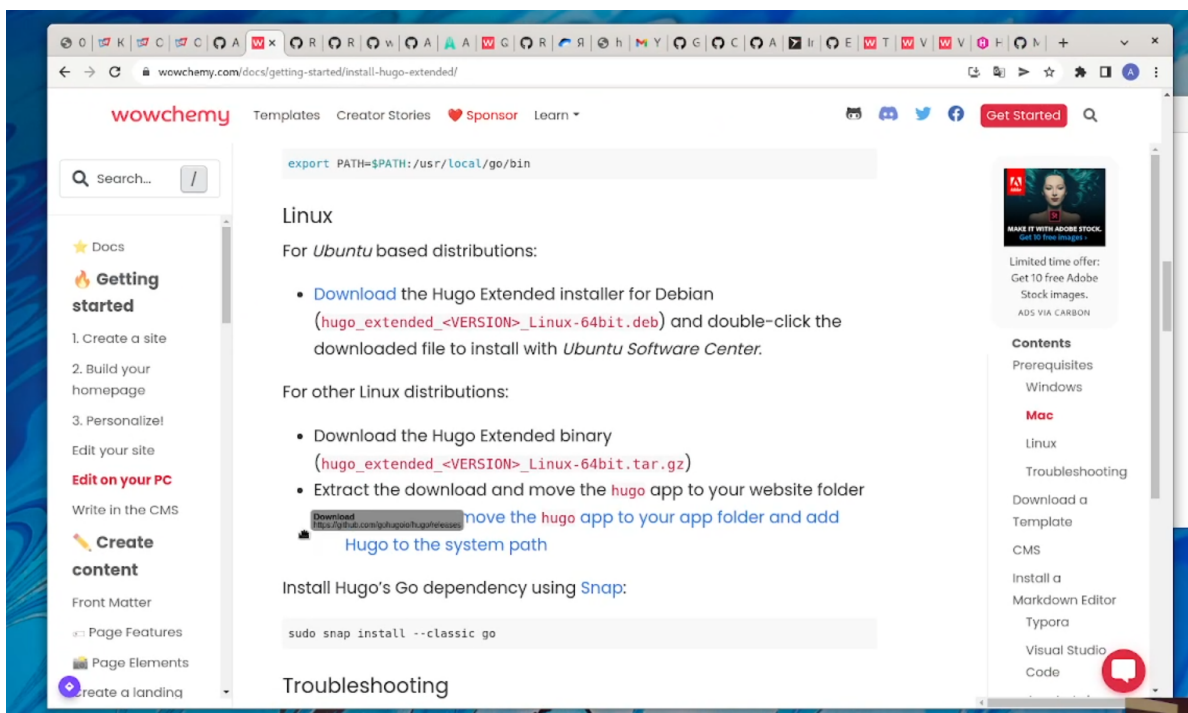 O K C C A × R R w A A G R Я h M Y G C A Ir E T V V H N +
wowchemy.com/docs/getting-started/install-hugo-extended/
A
wowchemy Templates Creator Stories Sponsor Learn Get Started
Search... /
Docs
Getting
started
1. Create a site
2. Build your
homepage
3. Personalize!
Edit your site
Edit on your PC
Write in the CMS
Create
content
Front Matter
Page Features
Page Elements
Create a landing
export PATH=$PATH:/usr/local/go/bin
Linux
For Ubuntu based distributions:
• Download the Hugo Extended installer for Debian
(hugo_extended_<VERSION>_Linux-64bit.deb) and double-click the
downloaded file to install with Ubuntu Software Center.
For other Linux distributions:
• Download the Hugo Extended binary
(hugo_extended_<VERSION>_Linux-64bit.tar.gz)
• Extract the download and move the hugo app to your website folder
Download
https://github.com/gohugoio/hugo/releases
move the hugo app to your app folder and add
Hugo to the system path
Install Hugo's Go dependency using Snap:
sudo snap install --classic go
Troubleshooting
MAKE IT WITH ADOBE STOCK.
Get 10 free images ›
St
Limited time offer:
Get 10 free Adobe
Stock images.
ADS VIA CARBON
Contents
Prerequisites
Windows
Mac
Linux
Troubleshooting
Download a
Template
CMS
Install a
Markdown Editor
Typora
Visual Studio
Code